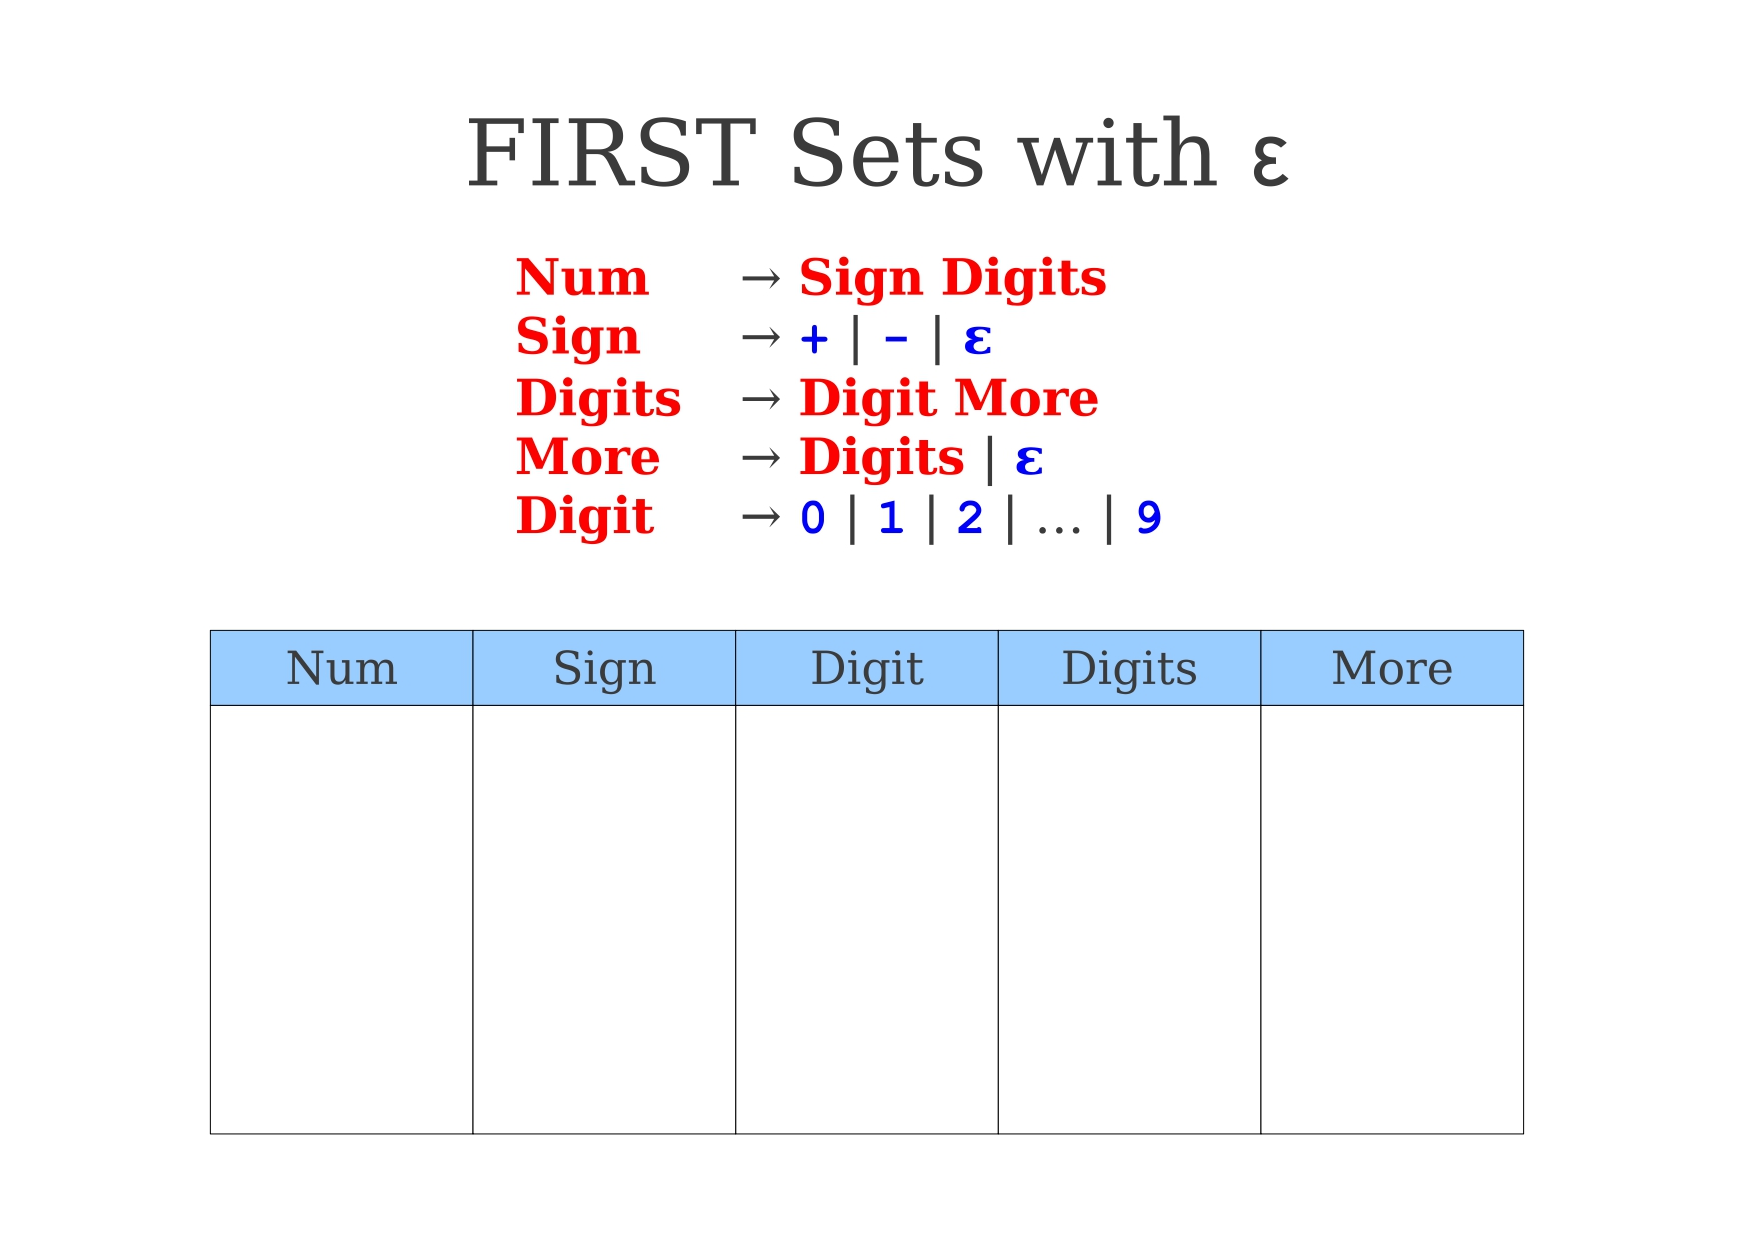 FIRST Sets with ε
Num → Sign Digits
Sign → + | - | ε
Digits → Digit More
More → Digits | ε
Digit → 0 | 1 | 2 | … | 9
Num Sign Digit Digits More